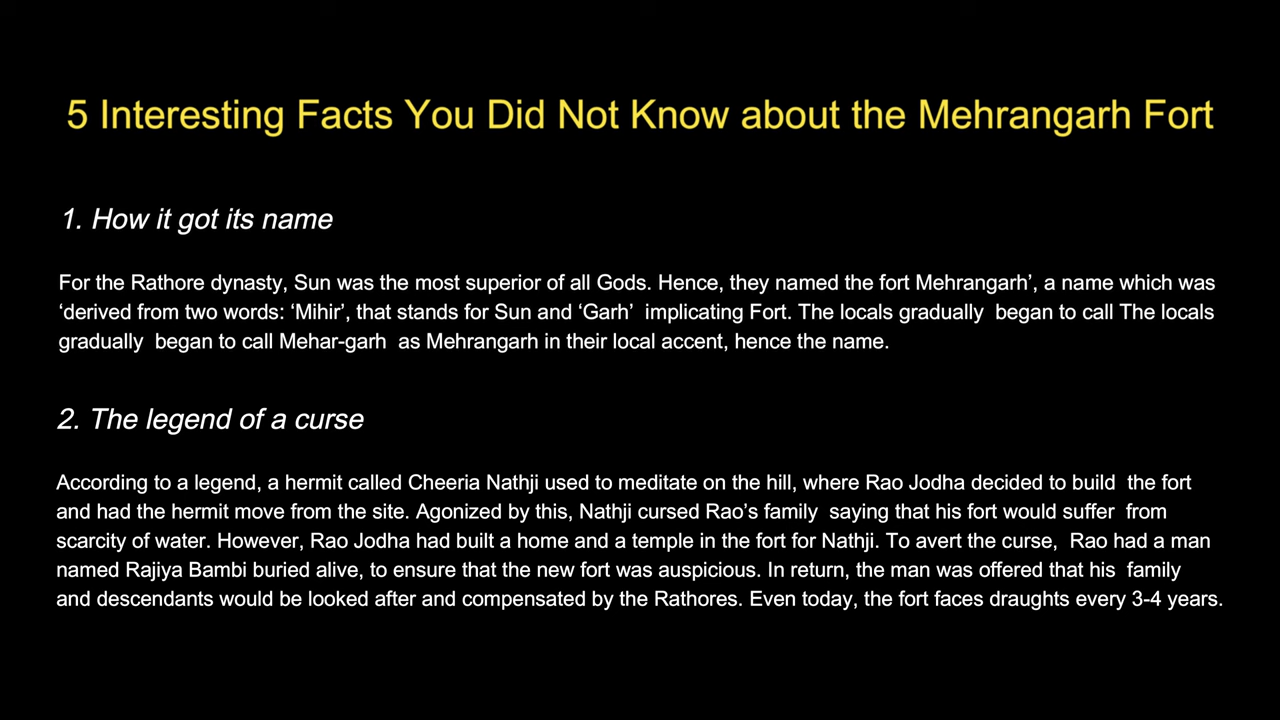 5 Interesting Facts You Did Not Know about the Mehrangarh Fort
1. How it got its name
For the Rathore dynasty, Sun was the most superior of all Gods. Hence, they named the fort Mehrangarh’, a name which was
‘derived from two words: ‘Mihir’, that stands for Sun and ‘Garh’ implicating Fort. The locals gradually began to call The locals
gradually began to call Mehar-garh as Mehrangarh in their local accent, hence the name.
2. The legend of a curse
According to a legend, a hermit called Cheeria Nathji used to meditate on the hill, where Rao Jodha decided to build the fort
and had the hermit move from the site. Agonized by this, Nathji cursed Rao’s family saying that his fort would suffer from
scarcity of water. However, Rao Jodha had built a home and a temple in the fort for Nathji. To avert the curse, Rao had a man
named Rajiya Bambi buried alive, to ensure that the new fort was auspicious. In return, the man was offered that his family
and descendants would be looked after and compensated by the Rathores. Even today, the fort faces draughts every 3-4 years.